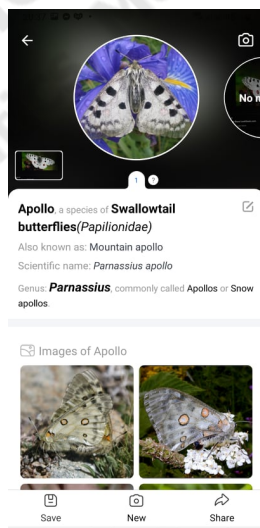 No m
1
?
Apollo, a species of Swallowtail
butterflies(Papilionidae)
Also known as: Mountain apollo
Scientific name: Parnassius apollo
Genus: Parnassius, commonly called Apollos or Snow
apollos.
Images of Apollo
Save
New
Share